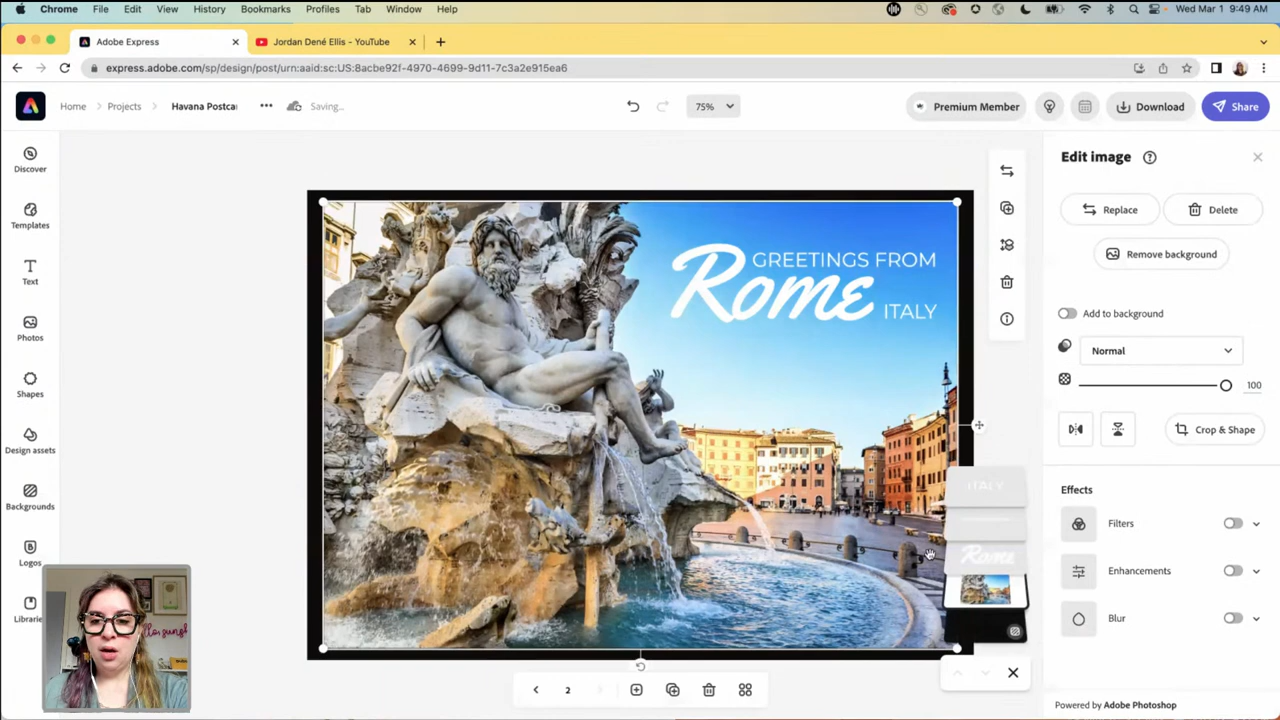 Chrome File Edit View History Bookmarks Profiles Tab Window Help Wed Mar 1 9:49 AM
Adobe Express Jordan Dené Ellis - YouTube
express.adobe.com/sp/design/post/urn:aaid:sc:US:8acbe92f-4970-4699-9d11-7c3a2e915ea6
Home Projects Havana Postca Saving... 75% Premium Member Download Share
Discover
Templates
Text
Photos
Shapes
Design assets
Backgrounds
Logos
Librarie
GREETINGS FROM
Rome
ITALY
ITALY
Rome
2
Edit image
Replace Delete
Remove background
Add to background
Normal
100
Crop & Shape
Effects
Filters
Enhancements
Blur
Powered by Adobe Photoshop